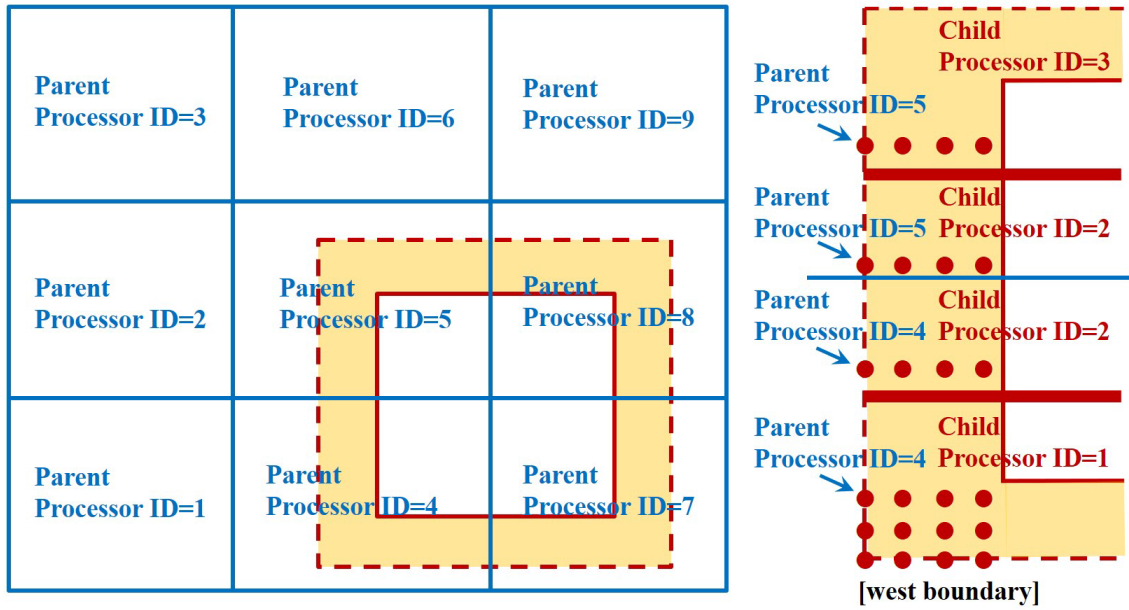 Parent
Processor ID=3
Parent
Processor ID=6
Parent
Processor ID=9
Parent
Processor ID=2
Parent
Processor ID=5
Parent
Processor ID=8
Parent
Processor ID=1
Parent
Processor ID=4
Parent
Processor ID=7
Child
Processor ID=3
Parent
Processor ID=5
Child
Processor ID=2
Parent
Processor ID=5
Child
Processor ID=2
Parent
Processor ID=4
Child
Processor ID=1
Parent
Processor ID=4
[west boundary]